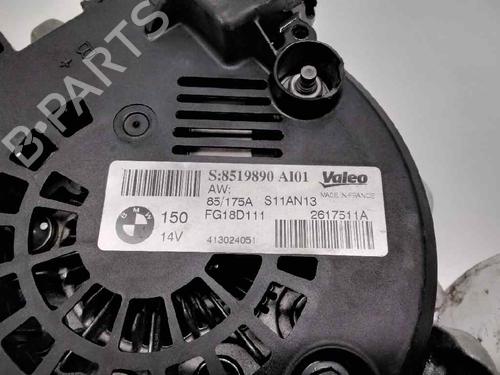 B-PARTS
B+
S:8519890 AI01
Valeo
AW:
MADE IN FRANCE
85/175A S11AN13
BMW
150
FG18D111
2617511A
14V
413024051